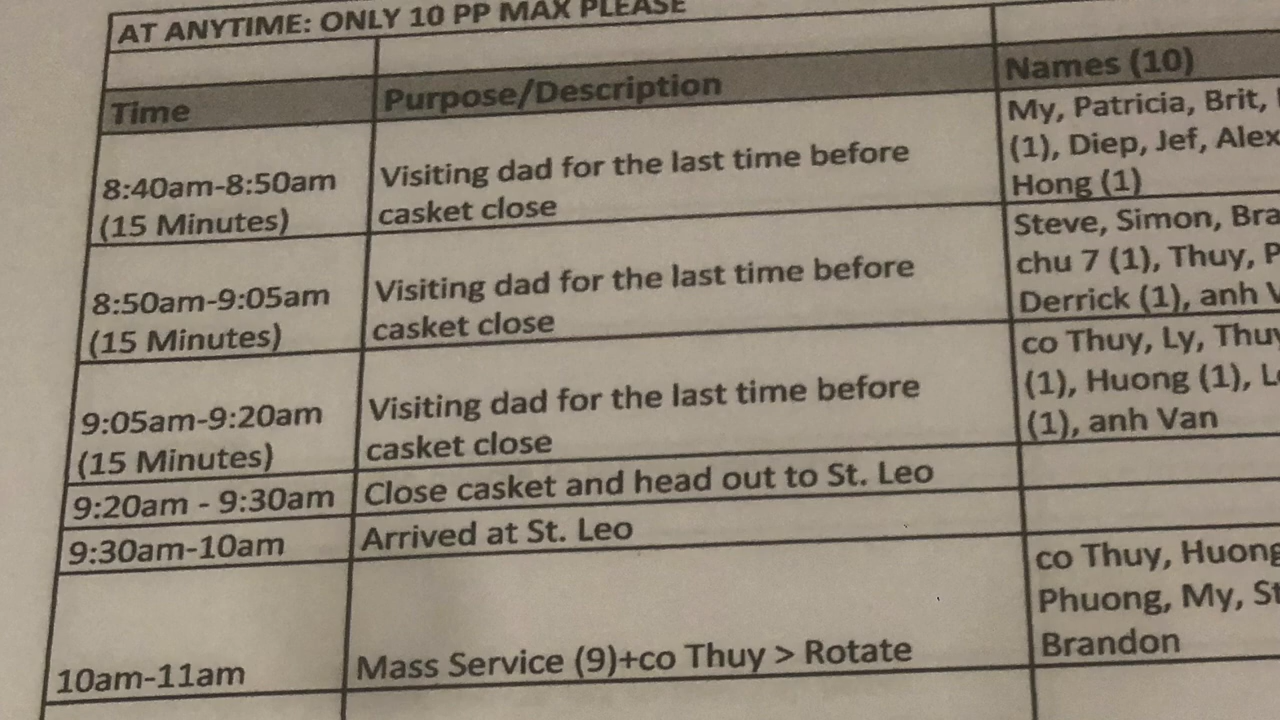 AT ANYTIME: ONLY 10 PP MAX PLEASE
Time
Purpose/Description
Names (10)
8:40am-8:50am
(15 Minutes)
Visiting dad for the last time before
casket close
My, Patricia, Brit,
(1), Diep, Jef, Alex
Hong (1)
8:50am-9:05am
(15 Minutes)
Visiting dad for the last time before
casket close
Steve, Simon, Bra
chu 7 (1), Thuy, P
Derrick (1), anh V
9:05am-9:20am
(15 Minutes)
Visiting dad for the last time before
casket close
co Thuy, Ly, Thuy
(1), Huong (1), L
(1), anh Van
9:20am - 9:30am
Close casket and head out to St. Leo
9:30am-10am
Arrived at St. Leo
10am-11am
Mass Service (9)+co Thuy > Rotate
co Thuy, Huong
Phuong, My, St
Brandon